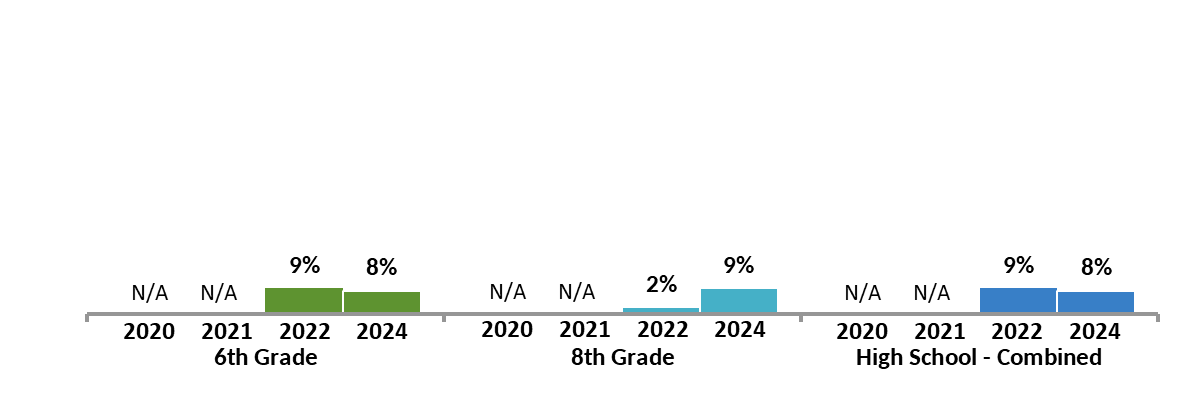 9% 8% 2% 9% 9% 8%
N/A N/A N/A N/A N/A N/A
2020 2021 2022 2024 2020 2021 2022 2024 2020 2021 2022 2024
6th Grade 8th Grade High School - Combined